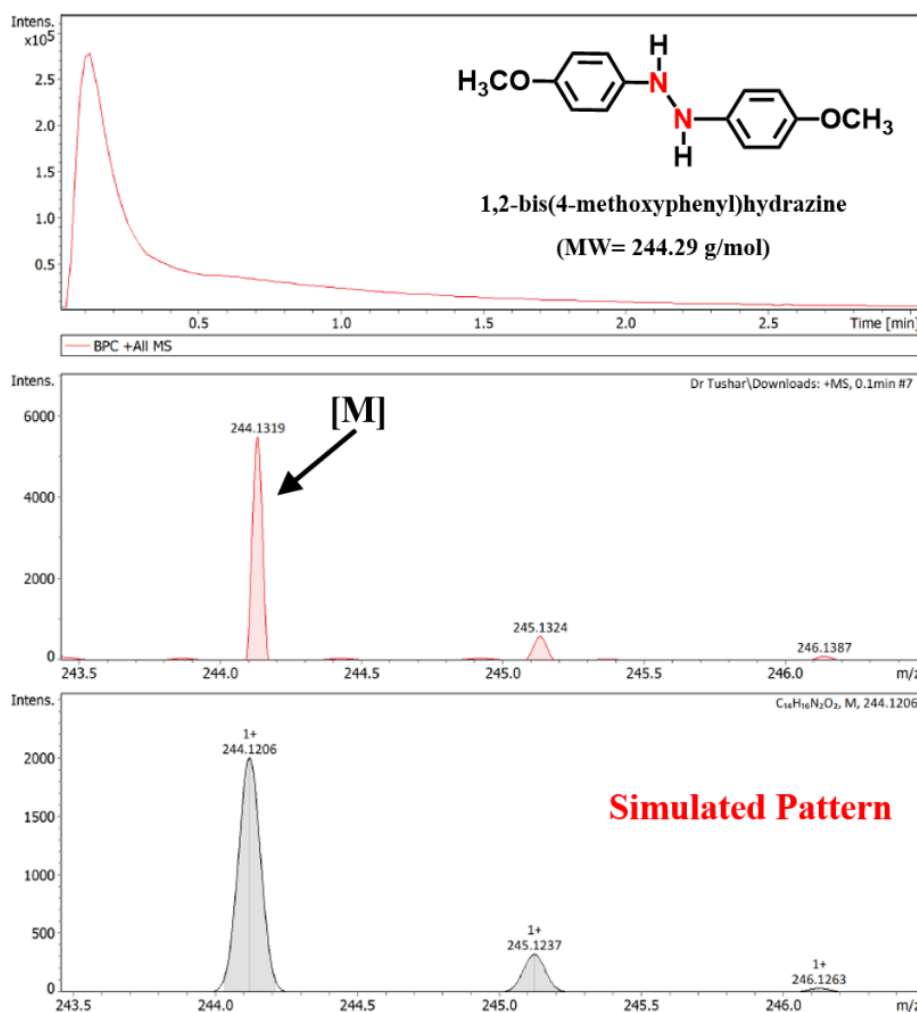 Intens.
x10⁵
2.5
2.0
1.5
1.0
0.5
0.5 1.0 1.5 2.0 2.5 Time [min]
H
H₃CO
N
N
OCH₃
H
1,2-bis(4-methoxyphenyl)hydrazine
(MW= 244.29 g/mol)
BPC +All MS
Intens.
Dr Tushar\Downloads: +MS, 0.1min #7
[M]
6000
4000
2000
0
244.1319
245.1324
246.1387
243.5 244.0 244.5 245.0 245.5 246.0 m/z
Intens.
C₁₄H₁₆N₂O₂, M, 244.1206
2000
1500
1000
500
0
1+
244.1206
Simulated Pattern
1+
245.1237
1+
246.1263
243.5 244.0 244.5 245.0 245.5 246.0 m/z